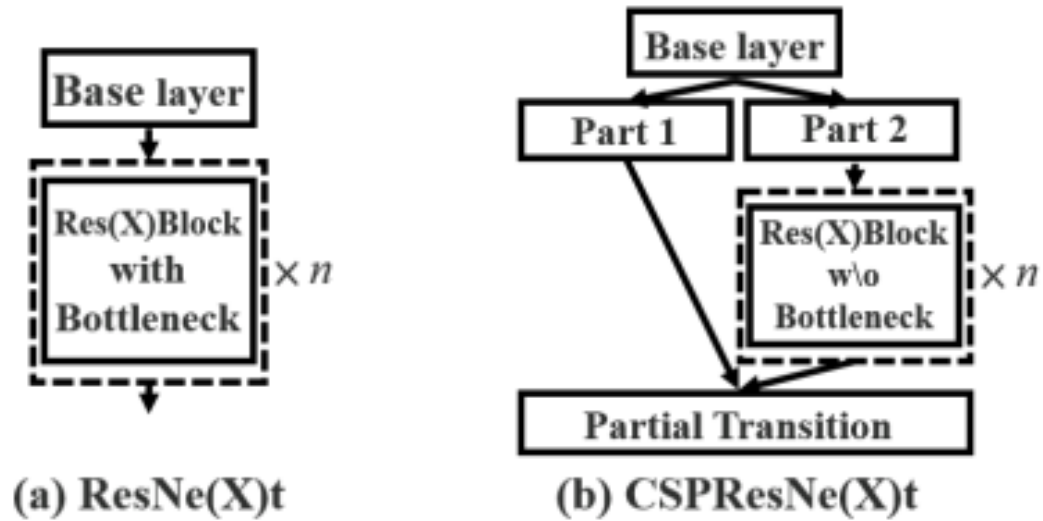 Base layer
Res(X)Block
with
Bottleneck
× n
(a) ResNe(X)t
Base layer
Part 1
Part 2
Res(X)Block
w\o
Bottleneck
× n
Partial Transition
(b) CSPResNe(X)t